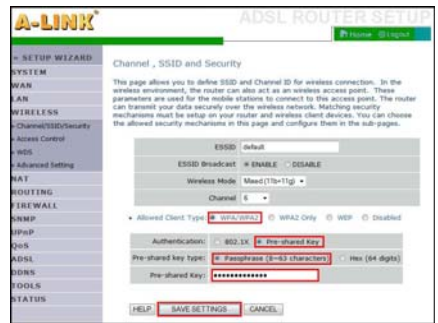 A-LINK
ADSL ROUTER SETUP
Home Logout
» SETUP WIZARD
SYSTEM
WAN
LAN
WIRELESS
» Channel/SSID/Security
» Access Control
» WDS
» Advanced Setting
NAT
ROUTING
FIREWALL
SNMP
UPnP
QoS
ADSL
DDNS
TOOLS
STATUS
Channel , SSID and Security
This page allows you to define SSID and Channel ID for wireless connection. In the
wireless environment, the router can also act as an wireless access point. These
parameters are used for the mobile stations to connect to this access point. The router
can transmit your data securely over the wireless network. Matching security
mechanisms must be setup on your router and wireless client devices. You can choose
the allowed security mechanisms in this page and configure them in the sub-pages.
ESSID default
ESSID Broadcast ENABLE DISABLE
Wireless Mode Mixed (11b+11g)
Channel 6
• Allowed Client Type: WPA/WPA2 WPA2 Only WEP Disabled
Authentication: 802.1X Pre-shared Key
Pre-shared key type: Passphrase (8~63 characters) Hex (64 digits)
Pre-shared Key: •••••••••••••
HELP SAVE SETTINGS CANCEL